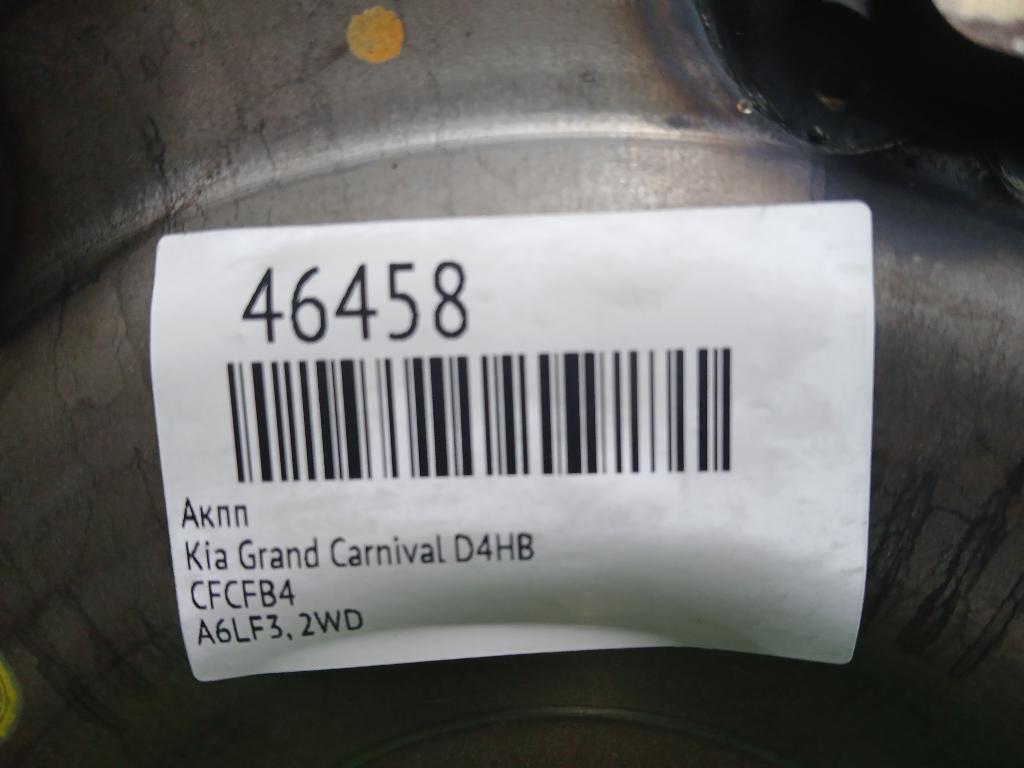 46458
Акпп
Kia Grand Carnival D4HB
CFCFB4
A6LF3, 2WD